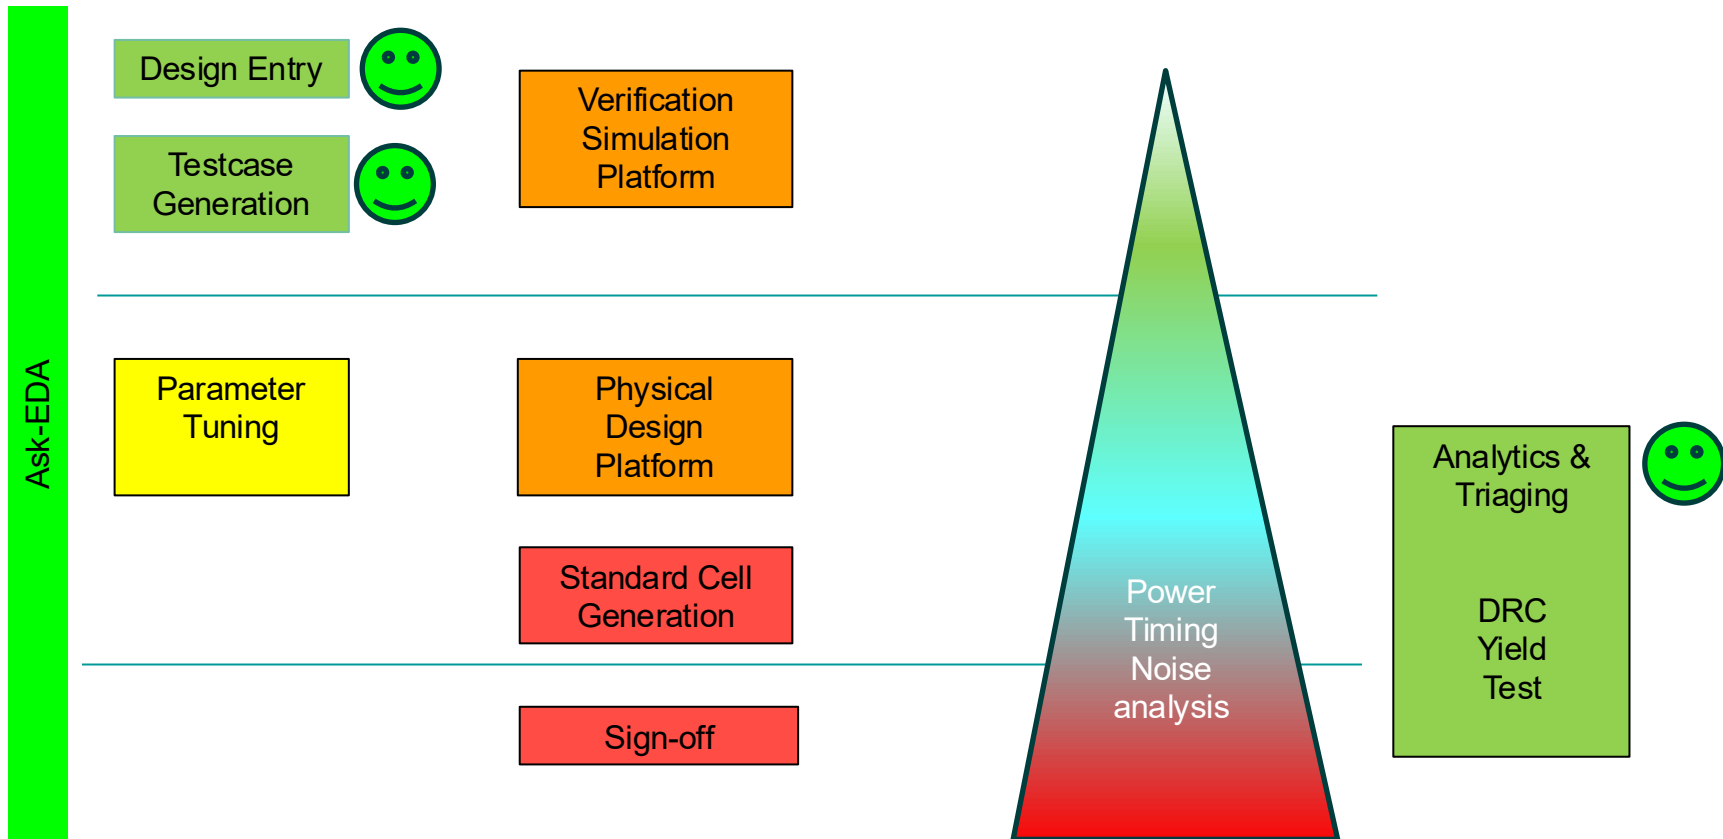 Ask-EDA
Design Entry
Testcase
Generation
Verification
Simulation
Platform
Parameter
Tuning
Physical
Design
Platform
Standard Cell
Generation
Sign-off
Power
Timing
Noise
analysis
Analytics &
Triaging
DRC
Yield
Test